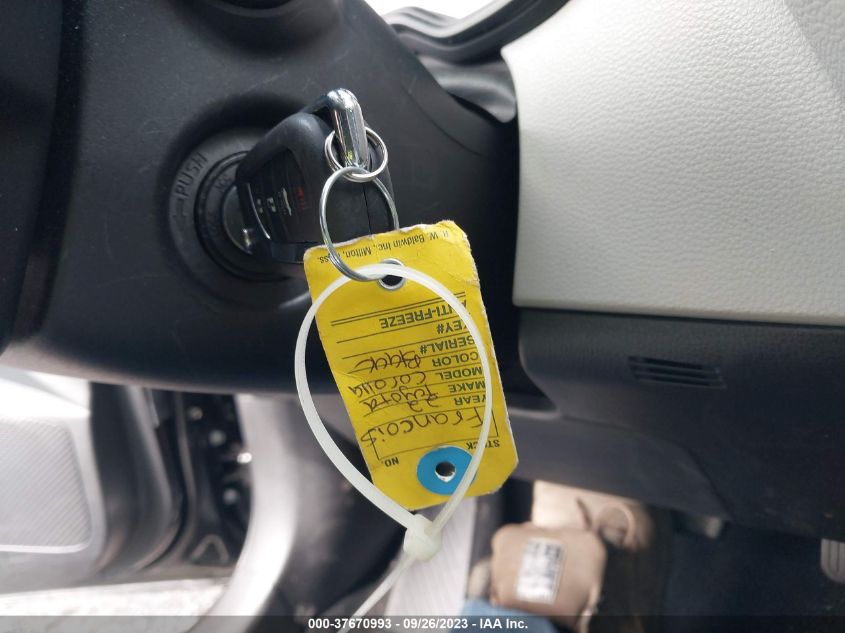 PUSH
STOCK NO.
Francois
YEAR 22
MAKE Toyota
MODEL Corolla
COLOR Black
SERIAL#
KEY#
ANTI-FREEZE
R. W. Baldwin Inc., Milton, Mass.
000-37670993 / 09/26/2023 - IAA Inc.